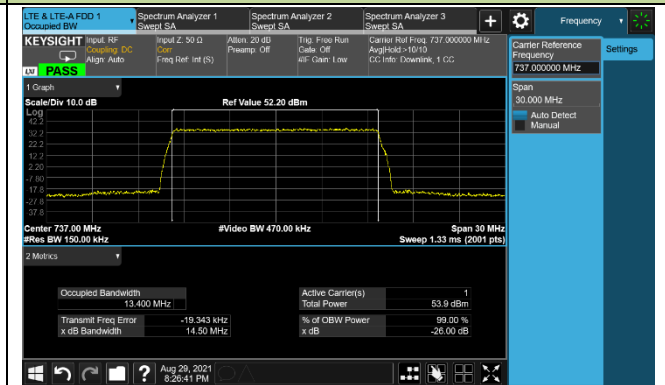 LTE & LTE-A FDD 1
Occupied BW
Spectrum Analyzer 1
Swept SA
Spectrum Analyzer 2
Swept SA
Spectrum Analyzer 3
Swept SA
+
Frequency
KEYSIGHT
Input: RF
Coupling: DC
Align: Auto
Input Z: 50 Ω
Corr
Freq Ref: Int (S)
Atten: 20 dB
Preamp: Off
Trig: Free Run
Gate: Off
#IF Gain: Low
Carrier Ref Freq: 737.000000 MHz
Avg|Hold:>10/10
CC Info: Downlink, 1 CC
LXI
PASS
Carrier Reference
Frequency
737.000000 MHz
Settings
Span
30.000 MHz
Auto Detect
Manual
1 Graph
Scale/Div 10.0 dB
Ref Value 52.20 dBm
Log
42.2
32.2
22.2
12.2
2.20
-7.80
-17.8
-27.8
-37.8
Center 737.00 MHz
#Video BW 470.00 kHz
Span 30 MHz
#Res BW 150.00 kHz
Sweep 1.33 ms (2001 pts)
2 Metrics
Occupied Bandwidth
13.400 MHz
Active Carrier(s)
1
Total Power
53.9 dBm
Transmit Freq Error
-19.343 kHz
% of OBW Power
99.00 %
x dB Bandwidth
14.50 MHz
x dB
-26.00 dB
?
Aug 29, 2021
8:26:41 PM